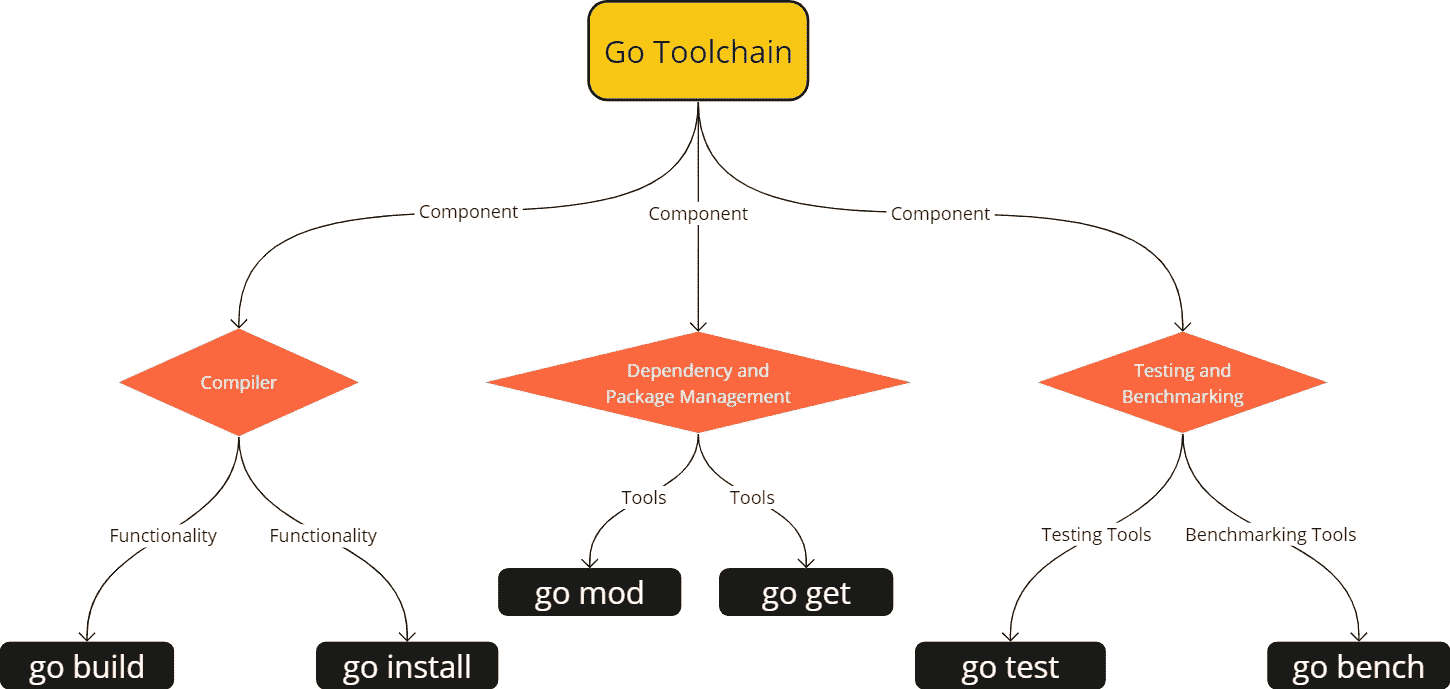 Go Toolchain
Component
Component
Component
Compiler
Dependency and
Package Management
Testing and
Benchmarking
Functionality
Functionality
Tools
Tools
Testing Tools
Benchmarking Tools
go build
go install
go mod
go get
go test
go bench